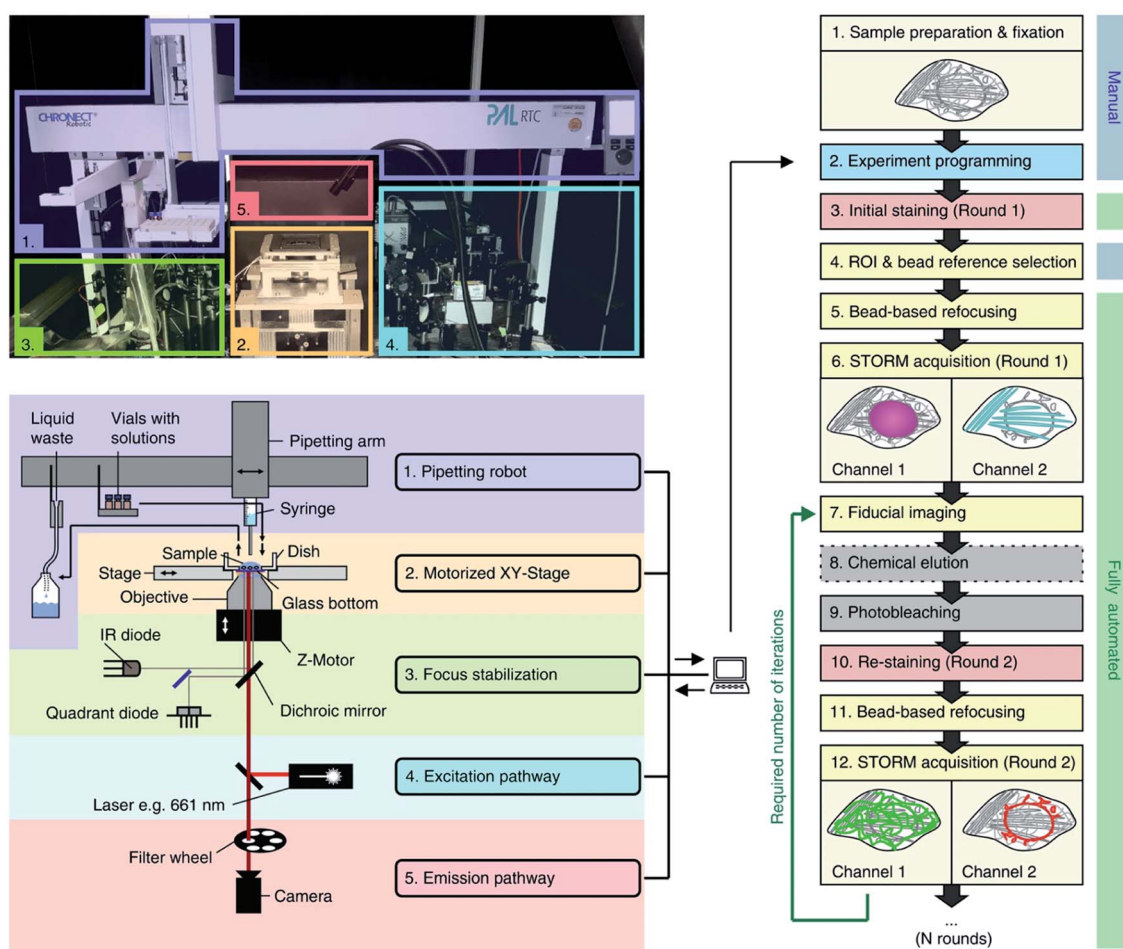 CHRONECT®
Robotic
PAL RTC
1.
5.
3.
2.
4.
Liquid
waste
Vials with
solutions
Pipetting arm
Syringe
Sample
Dish
Stage
Objective
Glass bottom
Z-Motor
IR diode
Quadrant diode
Dichroic mirror
Laser e.g. 661 nm
Filter wheel
Camera
1. Pipetting robot
2. Motorized XY-Stage
3. Focus stabilization
4. Excitation pathway
5. Emission pathway
1. Sample preparation & fixation
2. Experiment programming
3. Initial staining (Round 1)
4. ROI & bead reference selection
5. Bead-based refocusing
6. STORM acquisition (Round 1)
Channel 1
Channel 2
7. Fiducial imaging
8. Chemical elution
9. Photobleaching
10. Re-staining (Round 2)
11. Bead-based refocusing
12. STORM acquisition (Round 2)
Channel 1
Channel 2
...
(N rounds)
Required number of iterations
Manual
Fully automated